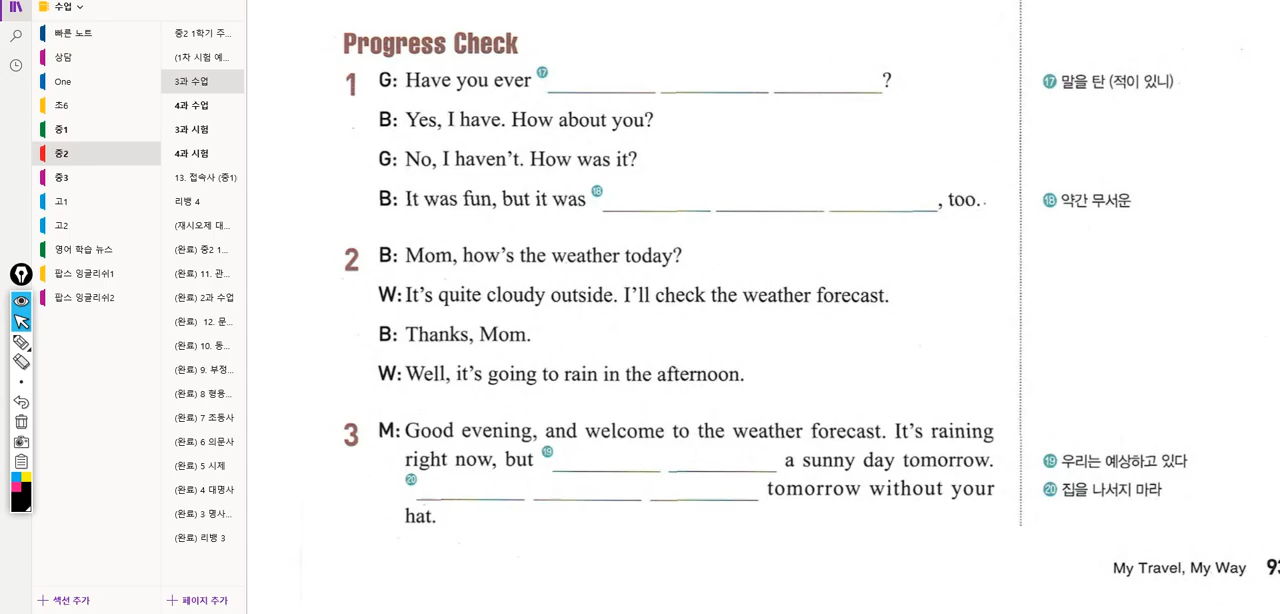 수업
빠른 노트
상담
One
초6
중1
중2
중3
고1
고2
영어 학습 뉴스
팝스 잉글리쉬1
팝스 잉글리쉬2
섹션 추가
중2 1학기 주...
(1차 시험 예...
3과 수업
4과 수업
3과 시험
4과 시험
13. 접속사 (중1)
리뱅 4
(재시오제 대...
(완료) 중2 1...
(완료) 11. 관...
(완료) 2과 수업
(완료) 12. 문...
(완료) 10. 동...
(완료) 9. 부정...
(완료) 8 형용...
(완료) 7 조동사
(완료) 6 의문사
(완료) 5 시제
(완료) 4 대명사
(완료) 3 명사...
(완료) 리뱅 3
페이지 추가
Progress Check
1 G: Have you ever ⑰ ?
B: Yes, I have. How about you?
G: No, I haven't. How was it?
B: It was fun, but it was ⑱ , too.
2 B: Mom, how's the weather today?
W: It's quite cloudy outside. I'll check the weather forecast.
B: Thanks, Mom.
W: Well, it's going to rain in the afternoon.
3 M: Good evening, and welcome to the weather forecast. It's raining
right now, but ⑲ a sunny day tomorrow.
⑳ tomorrow without your
hat.
⑰ 말을 탄 (적이 있니)
⑱ 약간 무서운
⑲ 우리는 예상하고 있다
⑳ 집을 나서지 마라
My Travel, My Way